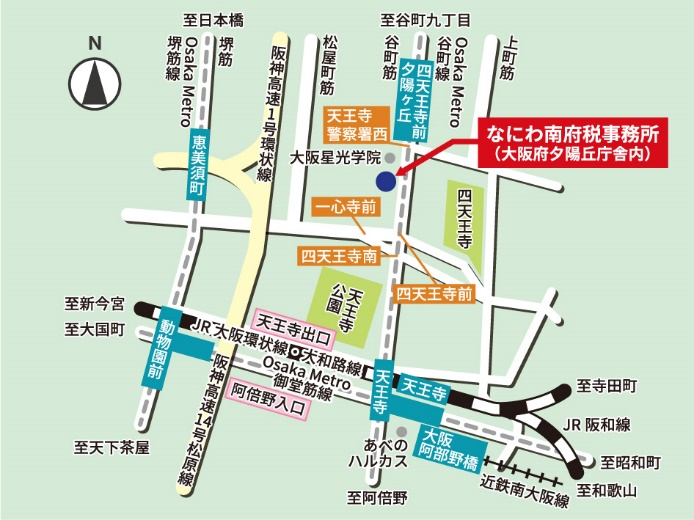 至日本橋
至谷町九丁目
N
堺筋線
Osaka Metro
堺筋
阪神高速1号環状線
松屋町筋
谷町筋
谷町線
Osaka Metro
上町筋
四天王寺前
夕陽ヶ丘
天王寺
警察署西
なにわ南府税事務所
（大阪府夕陽丘庁舎内）
大阪星光学院
恵美須町
一心寺前
四天王寺
四天王寺南
四天王寺前
天王寺
公園
至新今宮
至大国町
動物園前
JR大阪環状線
天王寺出口
大和路線
Osaka Metro
御堂筋線
阿倍野入口
阪神高速14号松原線
天王寺
天王寺
至寺田町
JR 阪和線
大阪
阿部野橋
あべの
ハルカス
至昭和町
近鉄南大阪線
至和歌山
至天下茶屋
至阿倍野